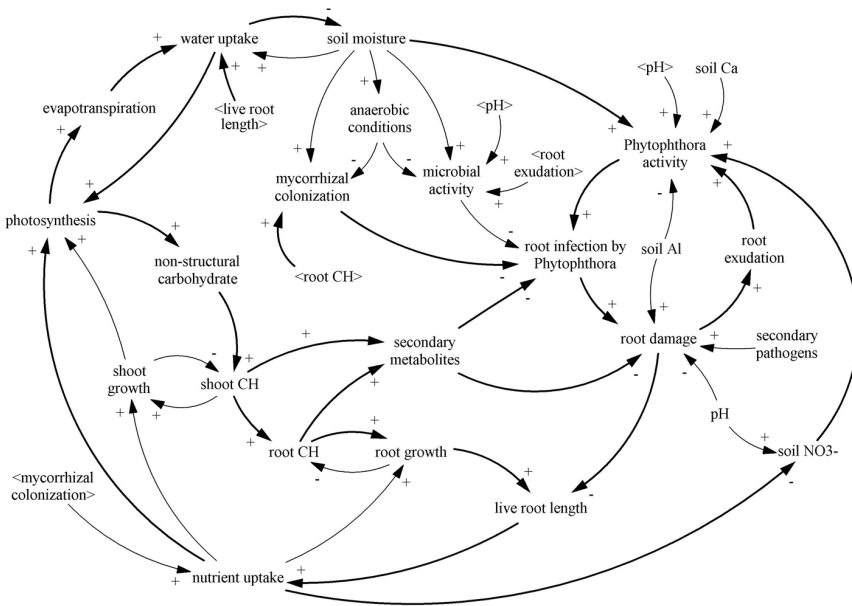 water uptake
soil moisture
<pH>
soil Ca
evapotranspiration
<live root
length>
anaerobic
conditions
<pH>
Phytophthora
activity
mycorrhizal
colonization
microbial
activity
<root
exudation>
photosynthesis
non-structural
carbohydrate
<root CH>
root infection by
Phytophthora
soil Al
root
exudation
shoot
growth
shoot CH
secondary
metabolites
root damage
secondary
pathogens
pH
root CH
root growth
soil NO3-
<mycorrhizal
colonization>
live root length
nutrient uptake